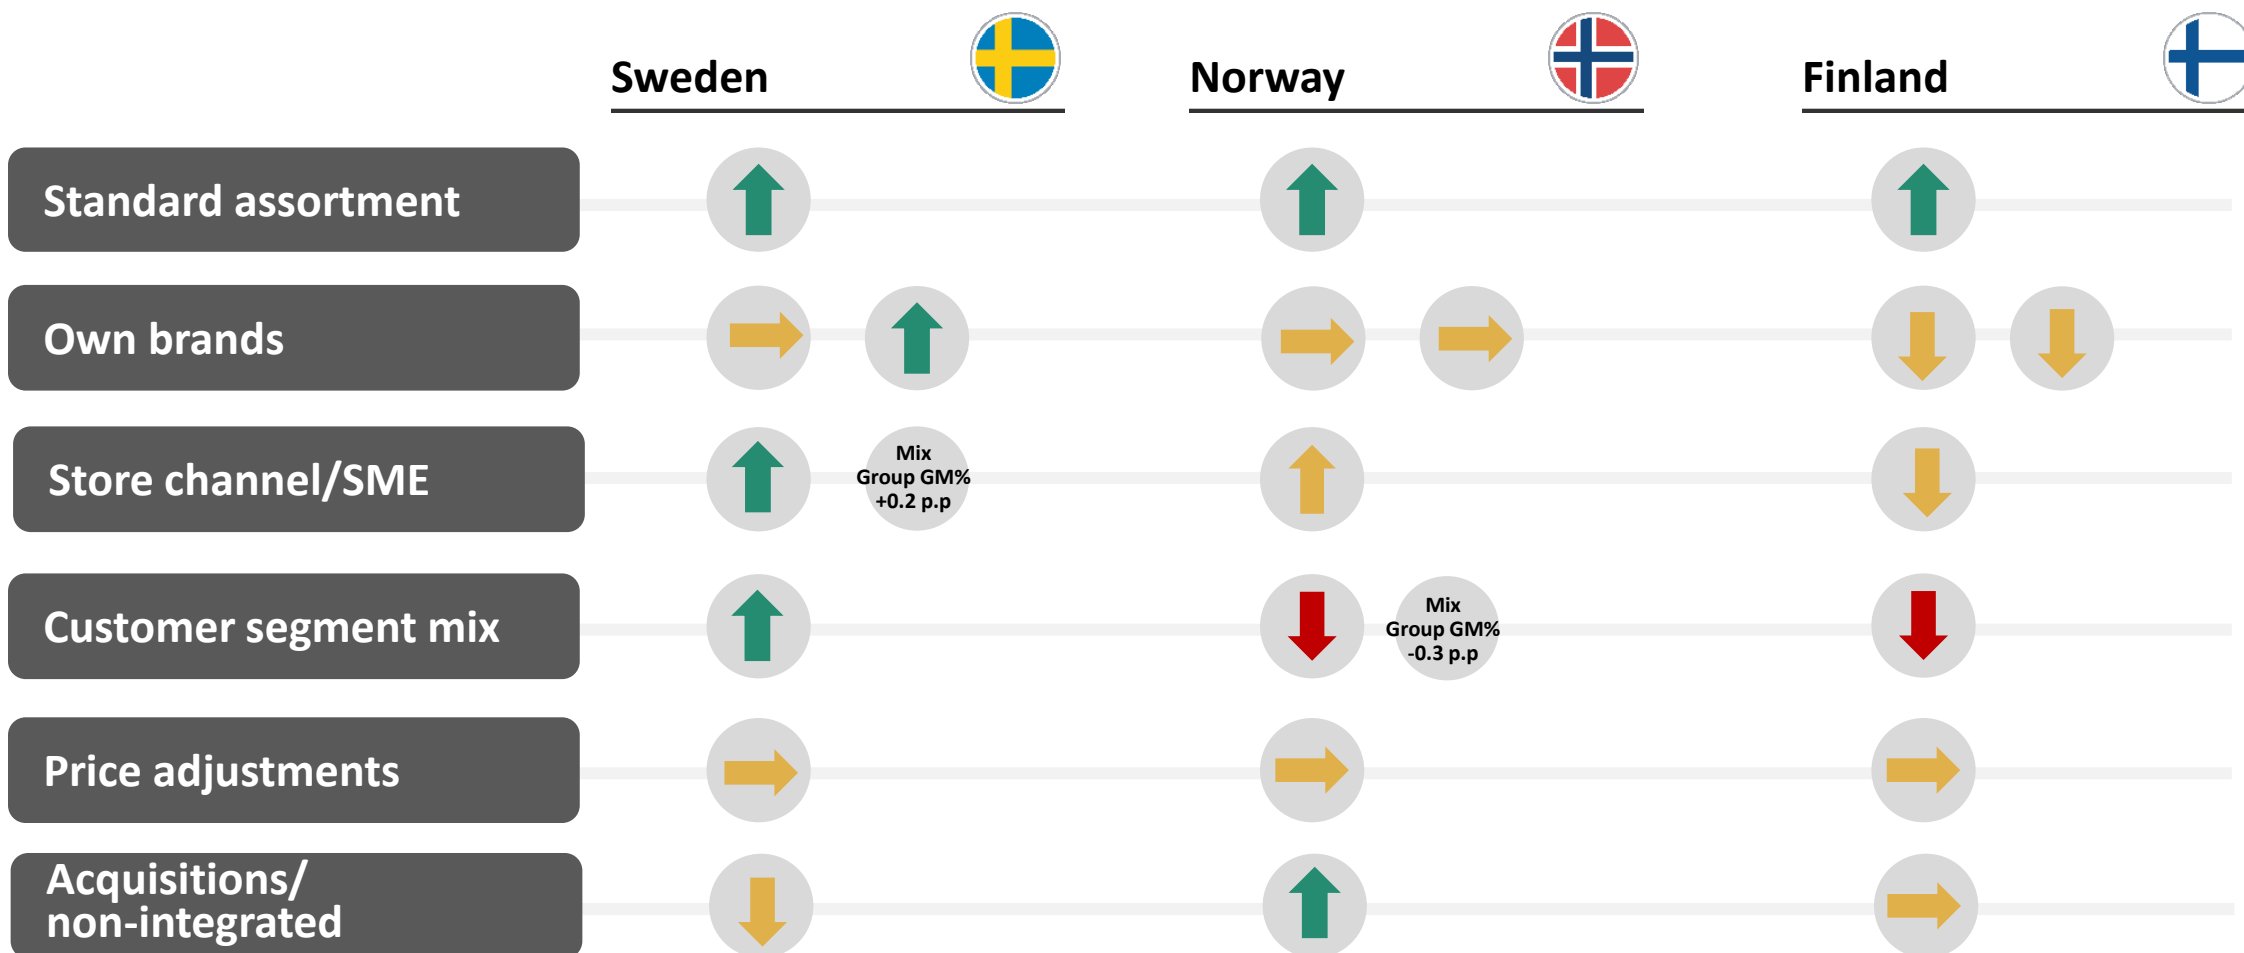 Sweden
Norway
Finland
Standard assortment
Own brands
Store channel/SME
Mix
Group GM%
+0.2 p.p
Customer segment mix
Mix
Group GM%
-0.3 p.p
Price adjustments
Acquisitions/
non-integrated